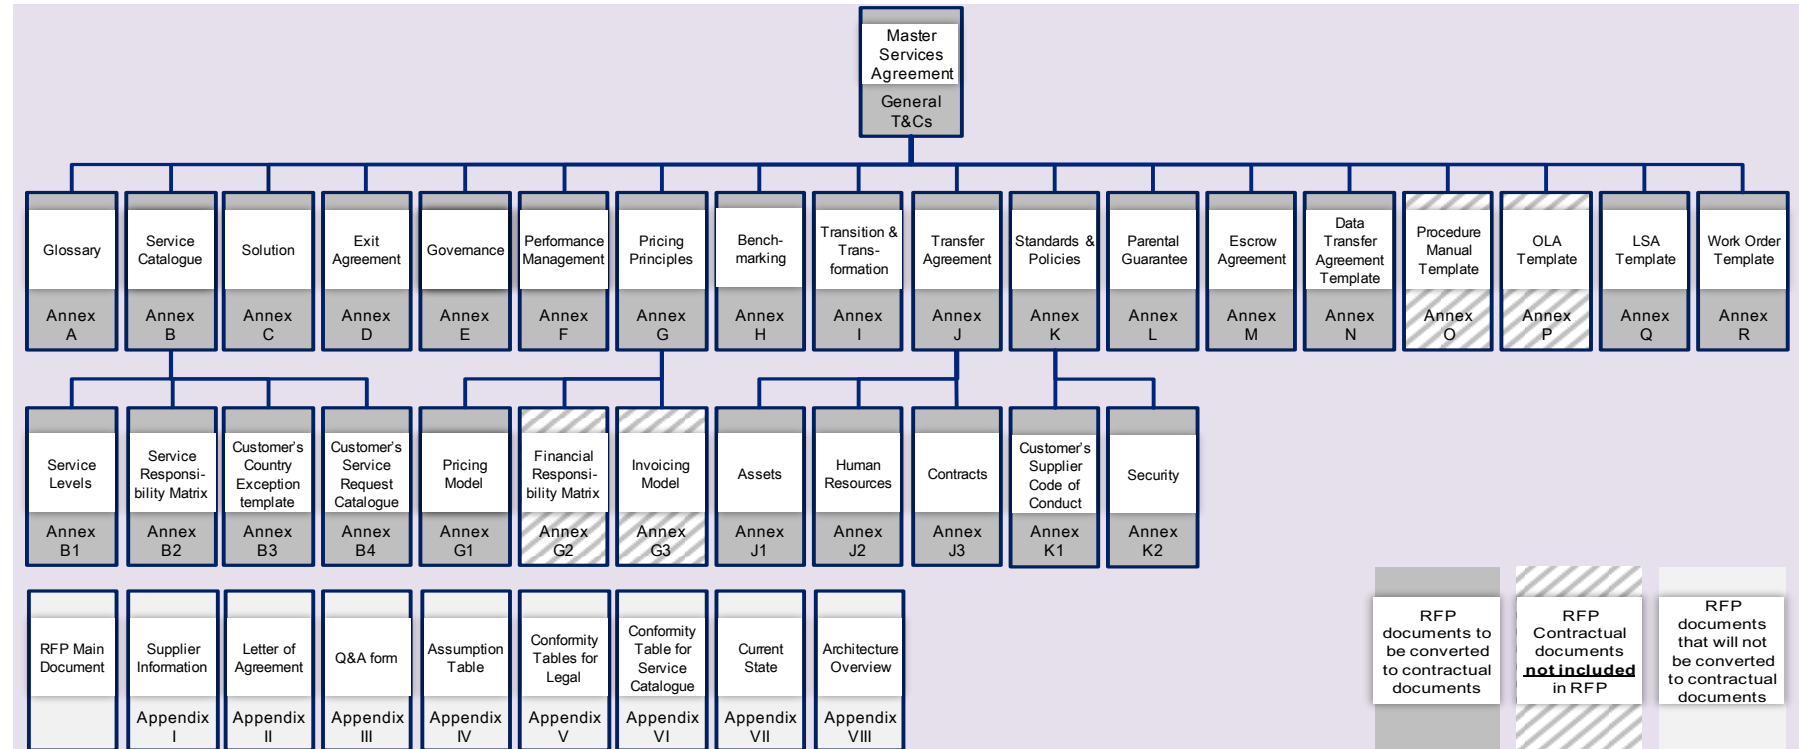 Master
Services
Agreement
General
T&Cs
Glossary
Annex
A
Service
Catalogue
Annex
B
Solution
Annex
C
Exit
Agreement
Annex
D
Governance
Annex
E
Performance
Management
Annex
F
Pricing
Principles
Annex
G
Bench-
marking
Annex
H
Transition &
Trans-
formation
Annex
I
Transfer
Agreement
Annex
J
Standards &
Policies
Annex
K
Parental
Guarantee
Annex
L
Escrow
Agreement
Annex
M
Data
Transfer
Agreement
Template
Annex
N
Procedure
Manual
Template
Annex
O
OLA
Template
Annex
P
LSA
Template
Annex
Q
Work Order
Template
Annex
R
Service
Levels
Annex
B1
Service
Responsi-
bility Matrix
Annex
B2
Customer's
Country
Exception
template
Annex
B3
Customer's
Service
Request
Catalogue
Annex
B4
Pricing
Model
Annex
G1
Financial
Responsi-
bility Matrix
Annex
G2
Invoicing
Model
Annex
G3
Assets
Annex
J1
Human
Resources
Annex
J2
Contracts
Annex
J3
Customer's
Supplier
Code of
Conduct
Annex
K1
Security
Annex
K2
RFP Main
Document
Supplier
Information
Appendix
I
Letter of
Agreement
Appendix
II
Q&A form
Appendix
III
Assumption
Table
Appendix
IV
Conformity
Tables for
Legal
Appendix
V
Conformity
Table for
Service
Catalogue
Appendix
VI
Current
State
Appendix
VII
Architecture
Overview
Appendix
VIII
RFP
documents to
be converted
to contractual
documents
RFP
Contractual
documents
not included
in RFP
RFP
documents
that will not
be converted
to contractual
documents